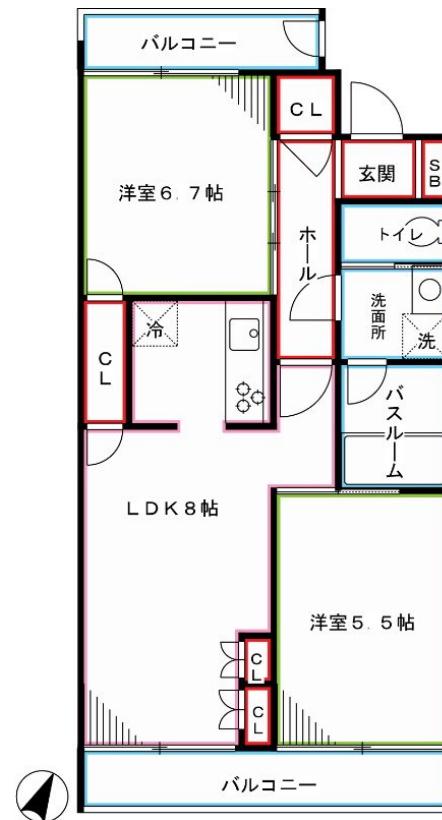 バルコニー
CL
洋室6.7帖
玄関
SB
ホール
トイレ
洗面所
洗
冷
CL
バスルーム
LDK8帖
洋室5.5帖
CL
CL
バルコニー